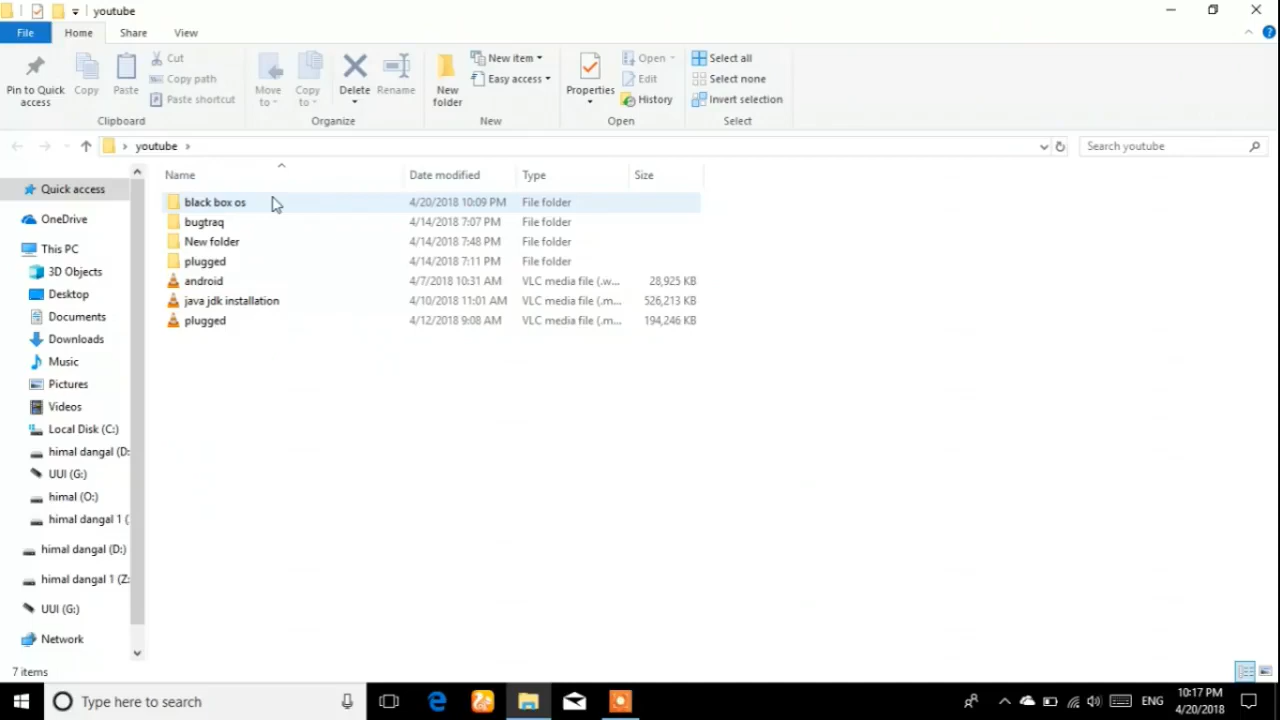 youtube
File Home Share View
Pin to Quick access
Copy
Paste
Cut
Copy path
Paste shortcut
Clipboard
Move to
Copy to
Delete
Rename
Organize
New folder
New item
Easy access
New
Properties
Open
Edit
History
Open
Select all
Select none
Invert selection
Select
youtube
Search youtube
Name Date modified Type Size
black box os 4/20/2018 10:09 PM File folder
bugtraq 4/14/2018 7:07 PM File folder
New folder 4/14/2018 7:48 PM File folder
plugged 4/14/2018 7:11 PM File folder
android 4/7/2018 10:31 AM VLC media file (.w... 28,925 KB
java jdk installation 4/10/2018 11:01 AM VLC media file (.m... 526,213 KB
plugged 4/12/2018 9:08 AM VLC media file (.m... 194,246 KB
Quick access
OneDrive
This PC
3D Objects
Desktop
Documents
Downloads
Music
Pictures
Videos
Local Disk (C:)
himal dangal (D:
UUI (G:)
himal (O:)
himal dangal 1 (
himal dangal (D:)
himal dangal 1 (Z:
UUI (G:)
Network
7 items
Type here to search
ENG
10:17 PM
4/20/2018